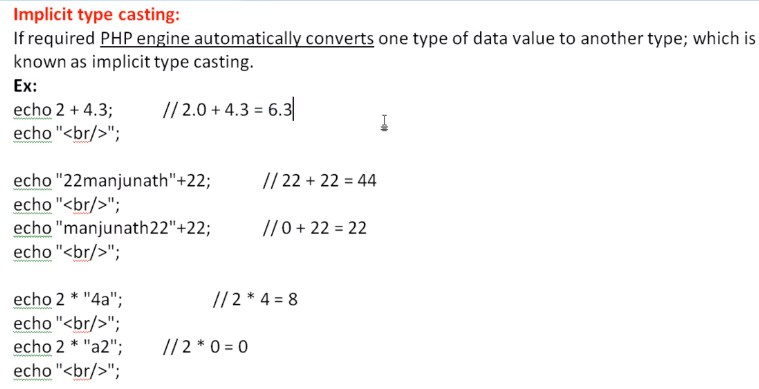 Implicit type casting:
If required PHP engine automatically converts one type of data value to another type; which is
known as implicit type casting.
Ex:
echo 2 + 4.3; // 2.0 + 4.3 = 6.3
echo "<br/>";
echo "22manjunath"+22; // 22 + 22 = 44
echo "<br/>";
echo "manjunath22"+22; // 0 + 22 = 22
echo "<br/>";
echo 2 * "4a"; // 2 * 4 = 8
echo "<br/>";
echo 2 * "a2"; // 2 * 0 = 0
echo "<br/>";